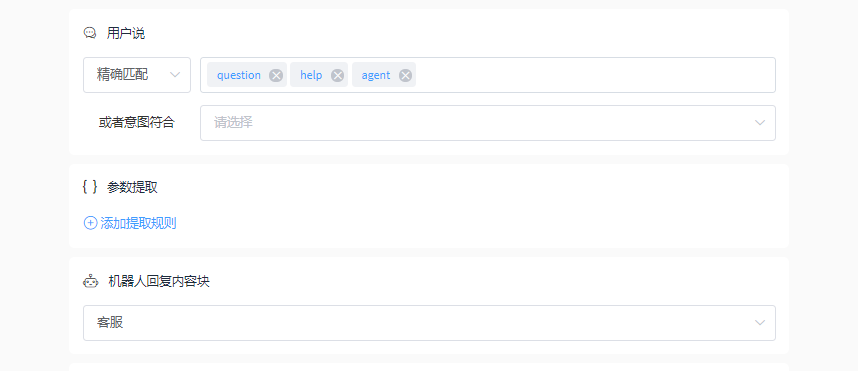 用户说
精确匹配 question help agent
或者意图符合 请选择
{ } 参数提取
添加提取规则
机器人回复内容块
客服